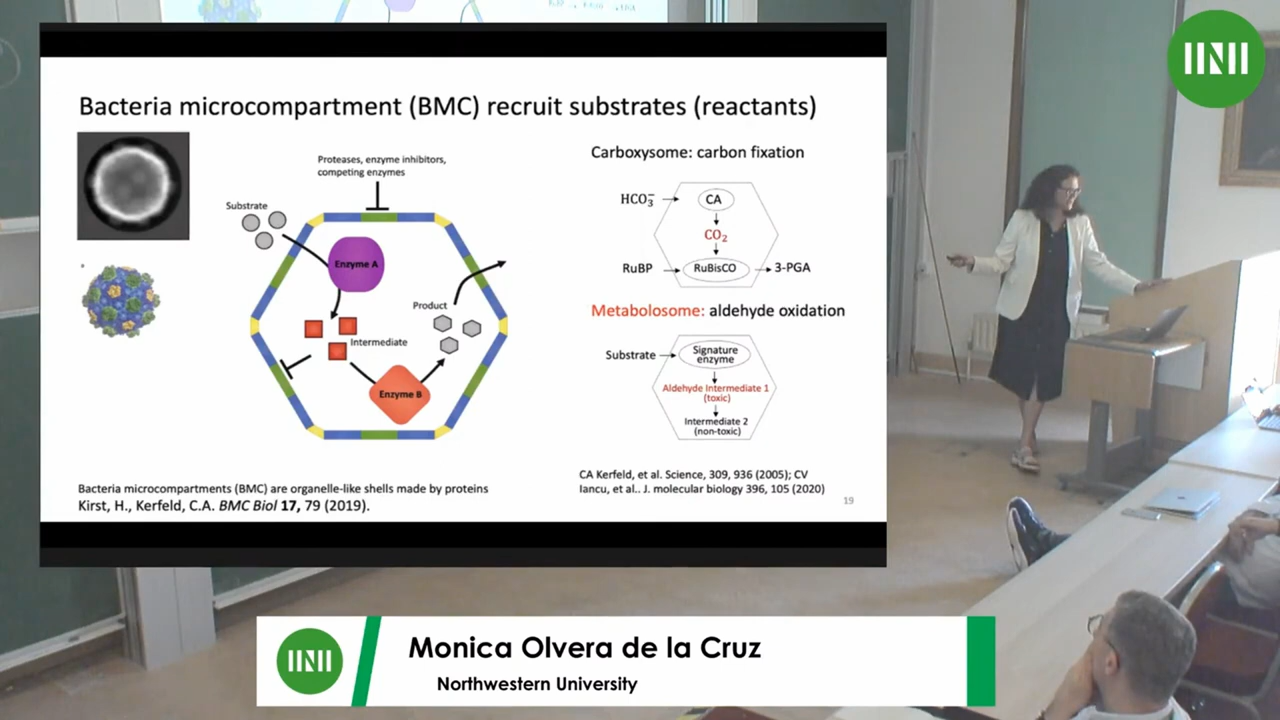 Bacteria microcompartment (BMC) recruit substrates (reactants)
Proteases, enzyme inhibitors,
competing enzymes
Substrate
Enzyme A
Product
Intermediate
Enzyme B
Carboxysome: carbon fixation
HCO₃⁻
CA
CO₂
RuBP
RuBisCO
3-PGA
Metabolosome: aldehyde oxidation
Substrate
Signature
enzyme
Aldehyde Intermediate 1
(toxic)
Intermediate 2
(non-toxic)
CA Kerfeld, et al. Science, 309, 936 (2005); CV
Iancu, et al.. J. molecular biology 396, 105 (2020)
Bacteria microcompartments (BMC) are organelle-like shells made by proteins
Kirst, H., Kerfeld, C.A. BMC Biol 17, 79 (2019).
19
Monica Olvera de la Cruz
Northwestern University